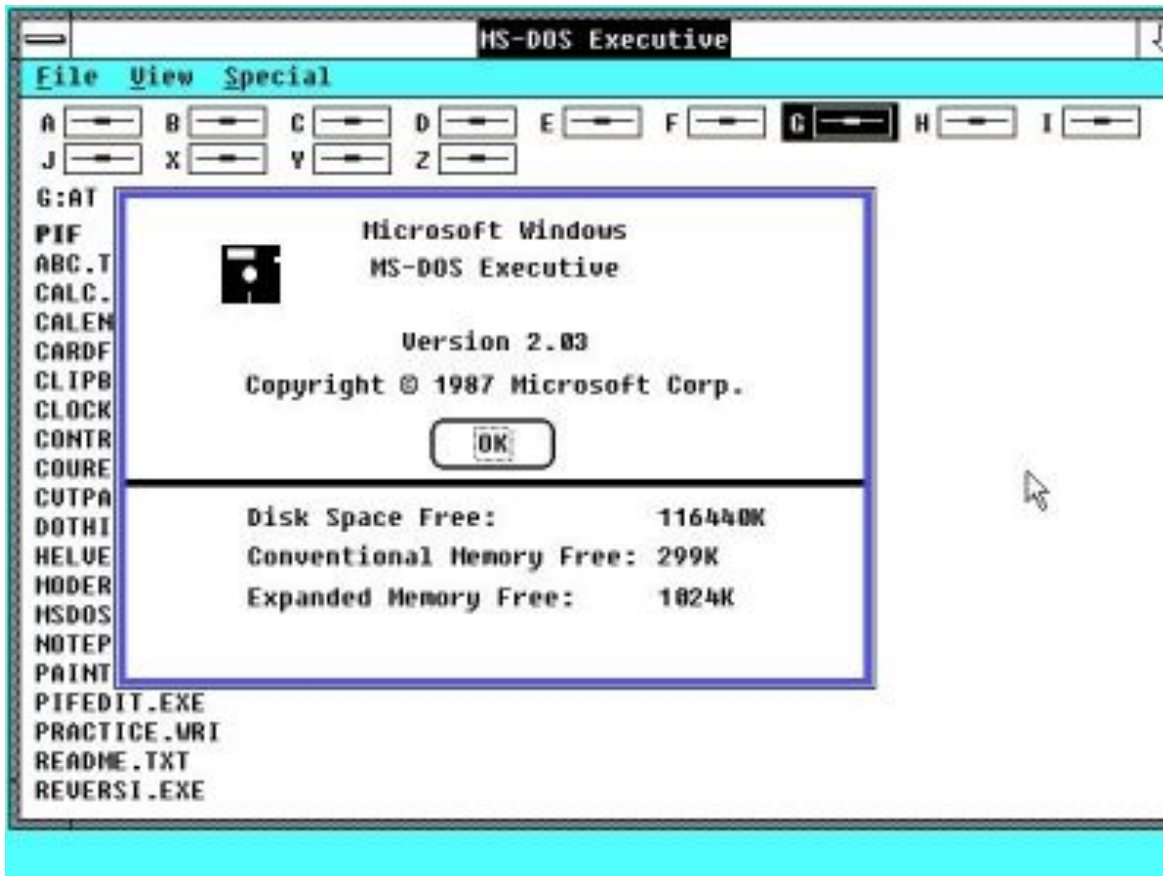 MS-DOS Executive
File View Special
A B C D E F G H I
J X Y Z
G:AT
PIF
ABC.T
CALC.
CALEN
CARDF
CLIPB
CLOCK
CONTR
COURE
CVTPA
DOTHI
HELVE
MODER
MSDOS
NOTEP
PAINT
PIFEDIT.EXE
PRACTICE.WRI
README.TXT
REVERSI.EXE
Microsoft Windows
MS-DOS Executive
Version 2.03
Copyright © 1987 Microsoft Corp.
OK
Disk Space Free: 116440K
Conventional Memory Free: 299K
Expanded Memory Free: 1024K